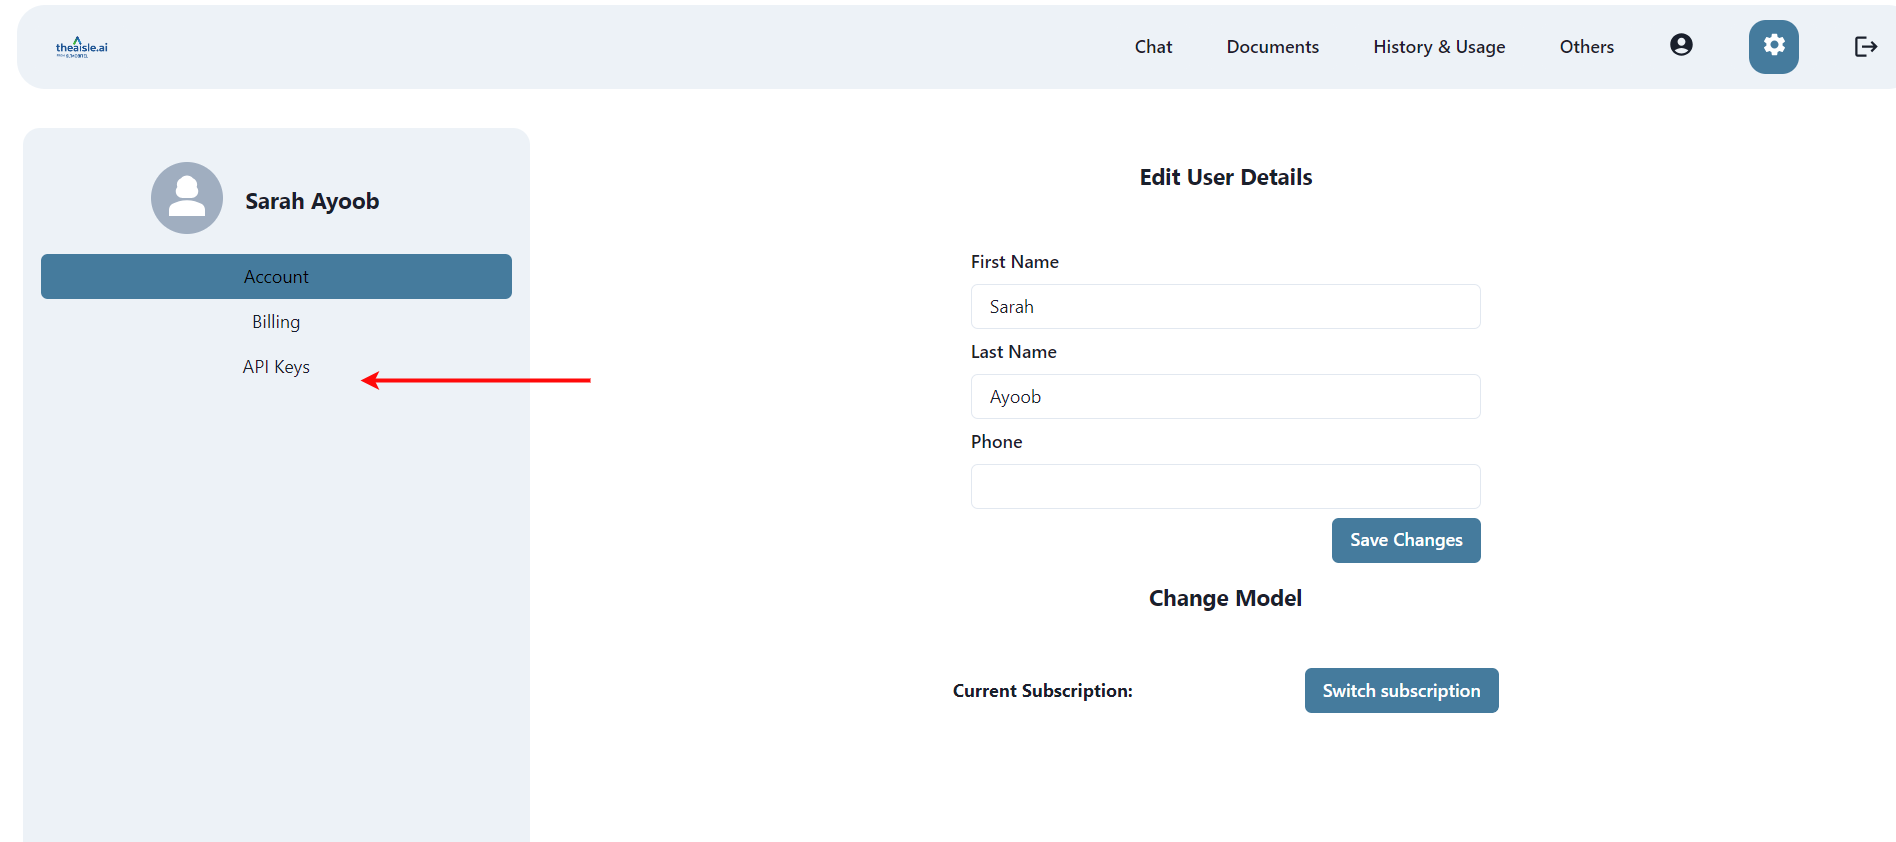 theaisle.ai
Chat
Documents
History & Usage
Others
Sarah Ayoob
Account
Billing
API Keys
Edit User Details
First Name
Sarah
Last Name
Ayoob
Phone
Save Changes
Change Model
Current Subscription:
Switch subscription